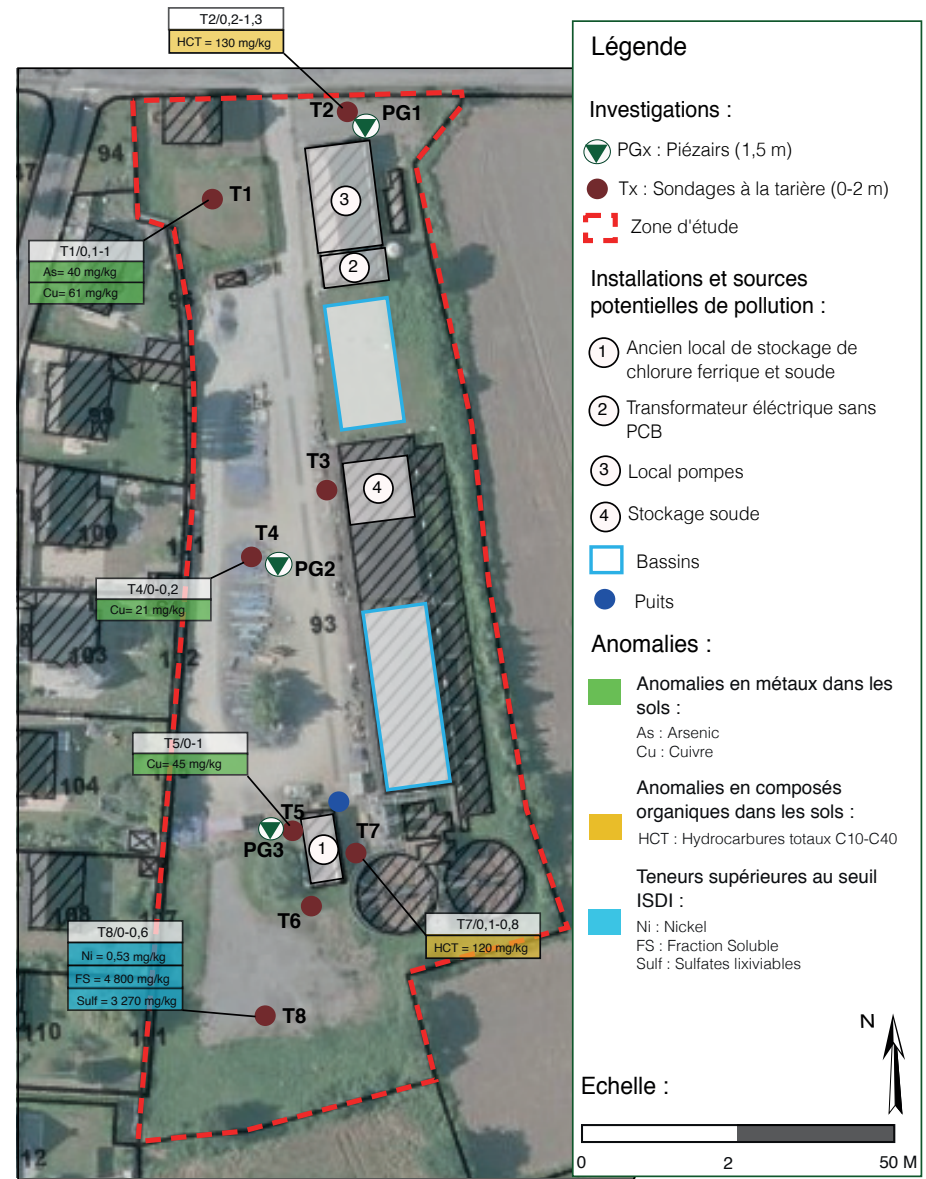 T2/0,2-1,3
HCT = 130 mg/kg
T2
PG1
94
47
T1
3
T1/0,1-1
As= 40 mg/kg
Cu= 61 mg/kg
2
99
T3
4
100
T4
PG2
T4/0-0,2
Cu= 21 mg/kg
93
103
T5/0-1
Cu= 45 mg/kg
104
T5
PG3
1
T7
T6
108
107
T8/0-0,6
Ni = 0,53 mg/kg
FS = 4 800 mg/kg
Sulf = 3 270 mg/kg
T7/0,1-0,8
HCT = 120 mg/kg
T8
110
111
12
Légende
Investigations :
PGx : Piézairs (1,5 m)
Tx : Sondages à la tarière (0-2 m)
Zone d'étude
Installations et sources
potentielles de pollution :
1 Ancien local de stockage de
chlorure ferrique et soude
2 Transformateur éléctrique sans
PCB
3 Local pompes
4 Stockage soude
Bassins
Puits
Anomalies :
Anomalies en métaux dans les
sols :
As : Arsenic
Cu : Cuivre
Anomalies en composés
organiques dans les sols :
HCT : Hydrocarbures totaux C10-C40
Teneurs supérieures au seuil
ISDI :
Ni : Nickel
FS : Fraction Soluble
Sulf : Sulfates lixiviables
N
Echelle :
0 2 50 M